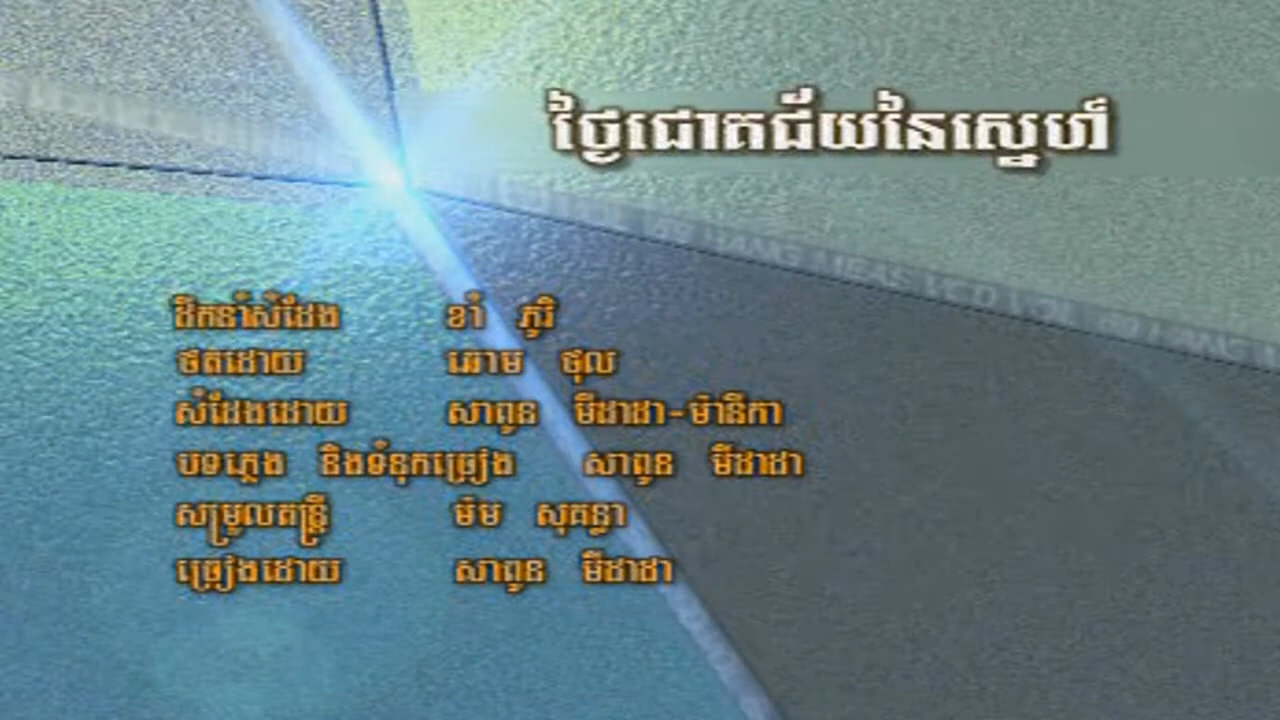 ថ្ងៃជោគជ័យនៃស្នេហ៍
ដឹកនាំសំដែង ខាំ ភូរិ
ថតដោយ ឆោម ថុល
សំដែងដោយ សាពូន មីដាដា-ម៉ានីកា
បទភ្លេង និងទំនុកច្រៀង សាពូន មីដាដា
សម្រួលតន្ត្រី ម៉ម សុគន្ធា
ច្រៀងដោយ សាពូន មីដាដា